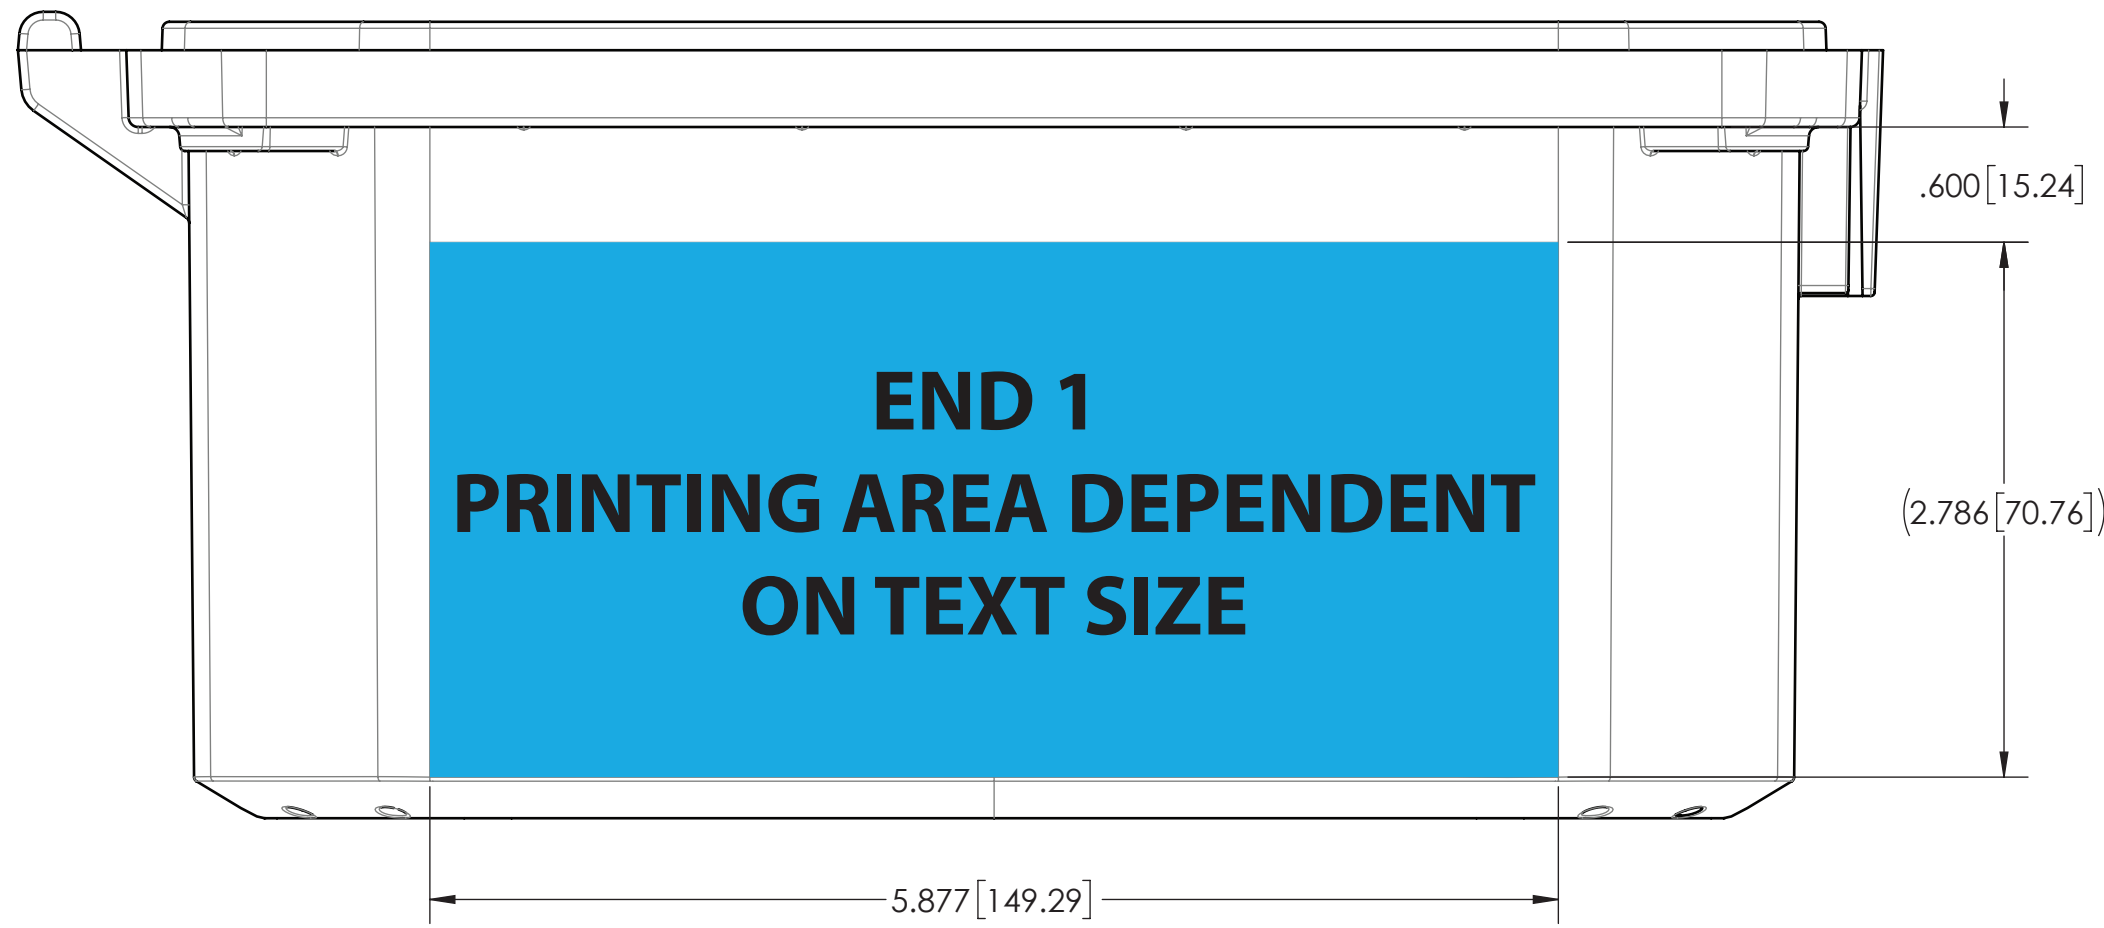 .600[15.24]
END 1
PRINTING AREA DEPENDENT
ON TEXT SIZE
(2.786[70.76])
5.877[149.29]